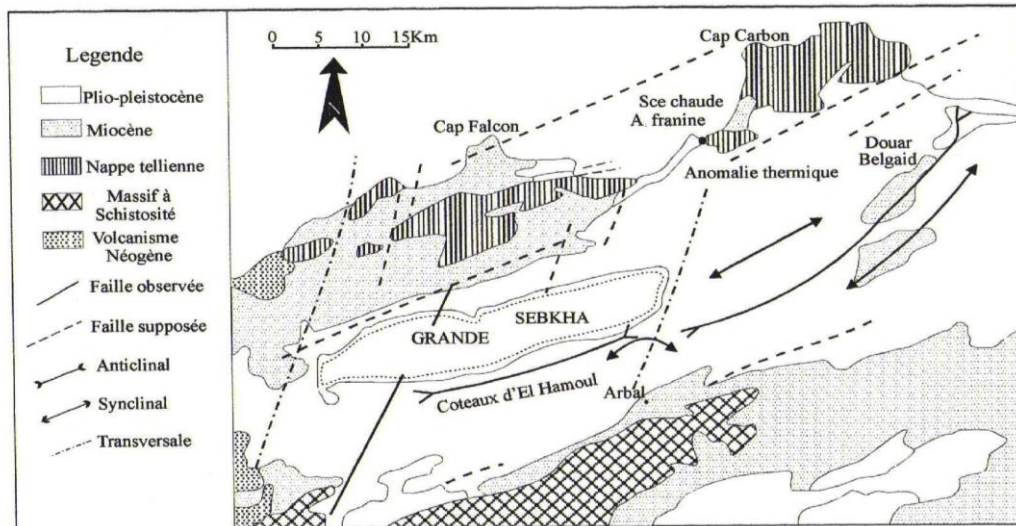 Legende
Plio-pleistocène
Miocène
Nappe tellienne
Massif à
Schistosité
Volcanisme
Néogène
Faille observée
Faille supposée
Anticlinal
Synclinal
Transversale
0 5 10 15Km
Cap Carbon
Sce chaude
A. franine
Cap Falcon
Douar
Belgaid
Anomalie thermique
SEBKHA
GRANDE
Coteaux d'El Hamoul
Arbal